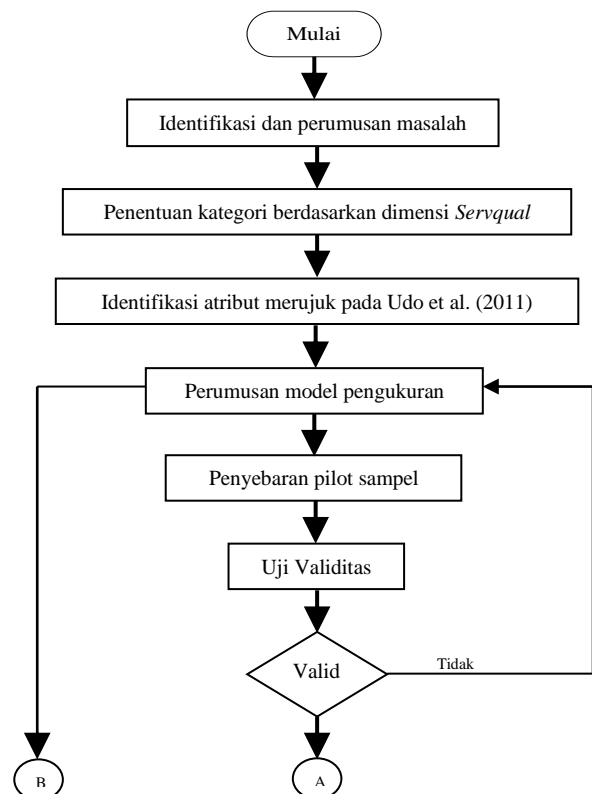 Mulai
Identifikasi dan perumusan masalah
Penentuan kategori berdasarkan dimensi Servqual
Identifikasi atribut merujuk pada Udo et al. (2011)
Perumusan model pengukuran
Penyebaran pilot sampel
Uji Validitas
Valid
Tidak
B
A